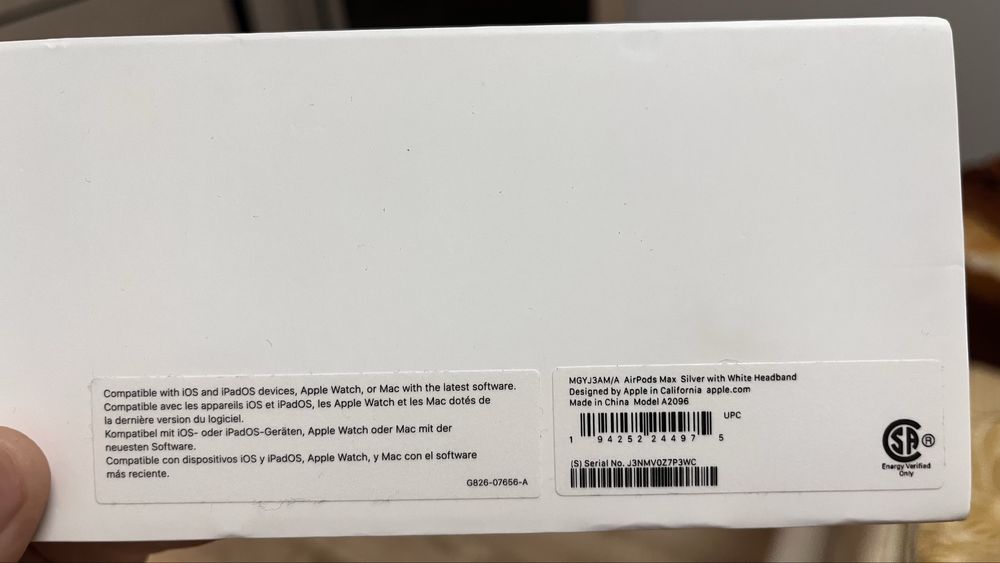 Compatible with iOS and iPadOS devices, Apple Watch, or Mac with the latest software.
Compatible avec les appareils iOS et iPadOS, les Apple Watch et les Mac dotés de
la dernière version du logiciel.
Kompatibel mit iOS- oder iPadOS-Geräten, Apple Watch oder Mac mit der
neuesten Software.
Compatible con dispositivos iOS y iPadOS, Apple Watch, y Mac con el software
más reciente.
G826-07656-A
MGYJ3AM/A AirPods Max Silver with White Headband
Designed by Apple in California apple.com
Made in China Model A2096
UPC
1 94252 24497 5
(S) Serial No. J3NMV0Z7P3WC
SA ®
Energy Verified
Only